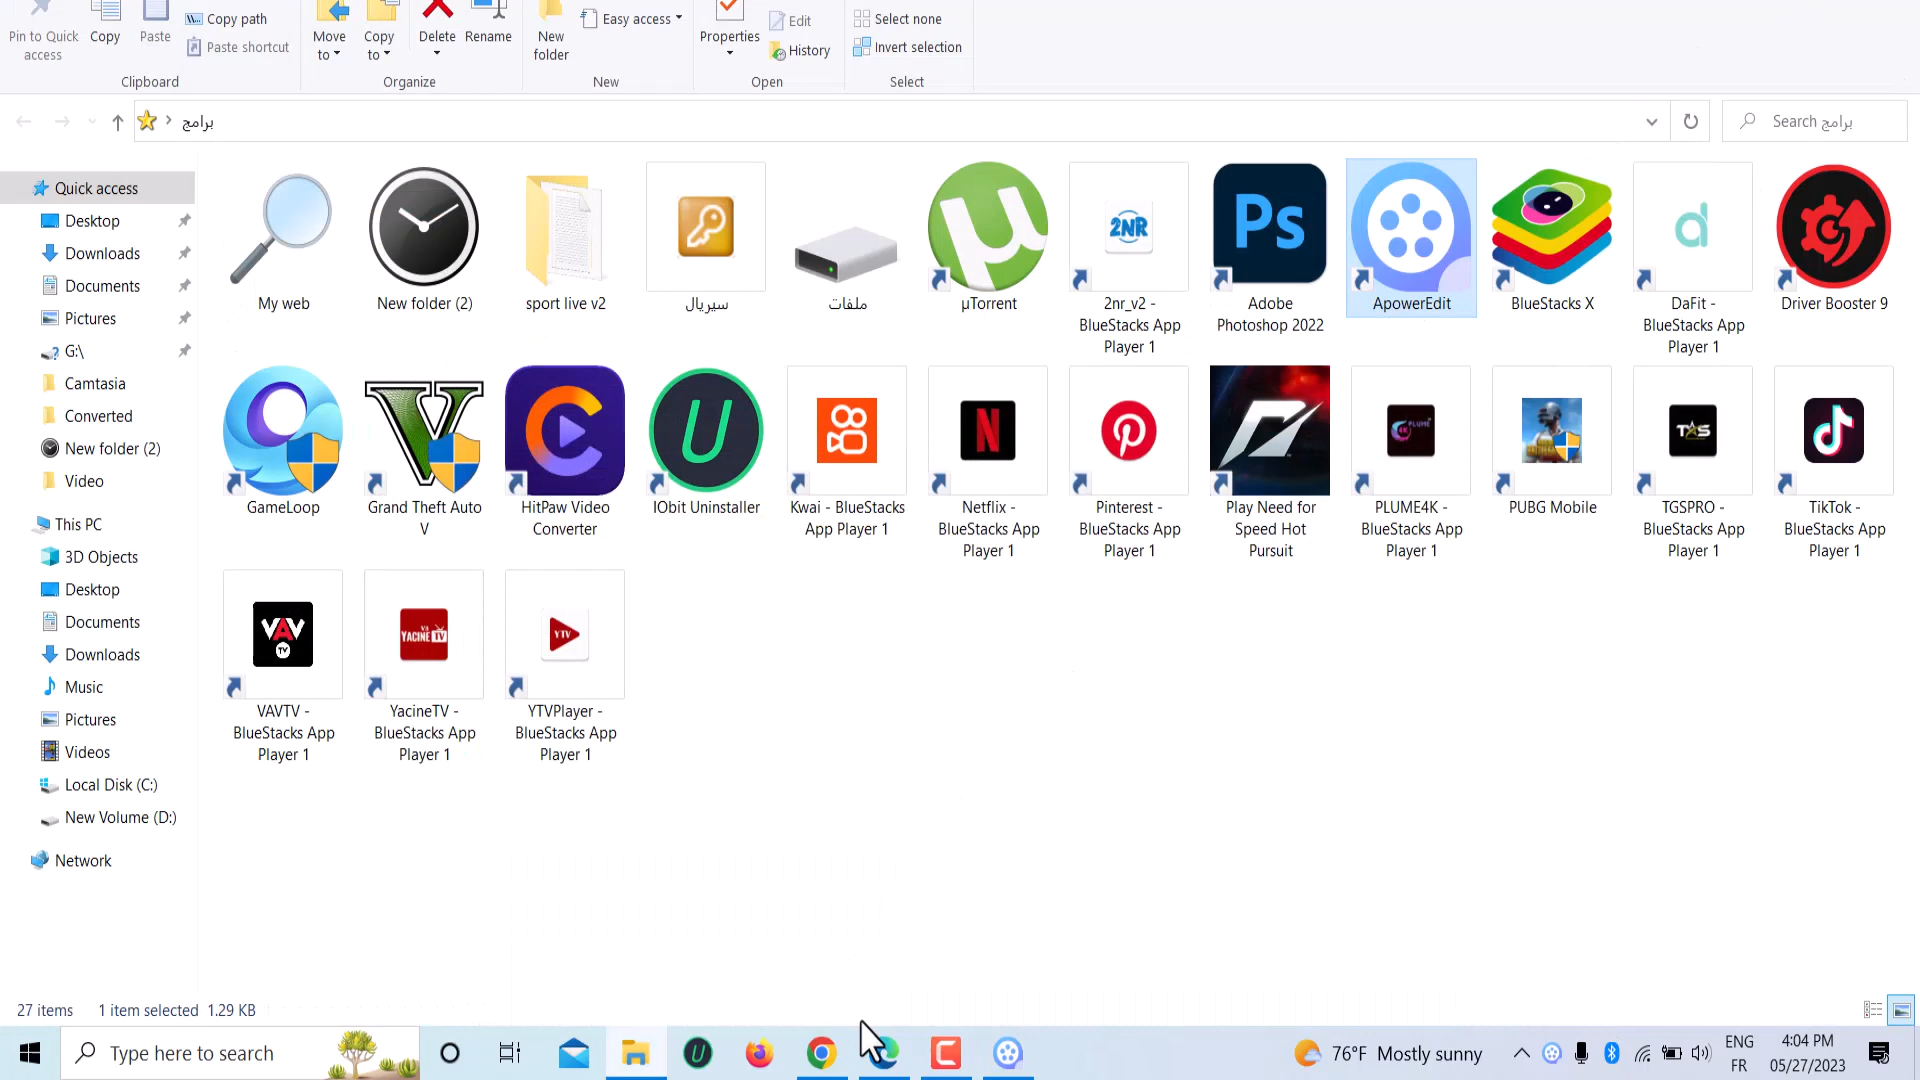 Pin to Quick access
Copy
Paste
Copy path
Paste shortcut
Clipboard
Move to
Copy to
Delete
Rename
Organize
New folder
Easy access
New
Properties
Edit
History
Open
Select none
Invert selection
Select
برامج
Search برامج
Quick access
Desktop
Downloads
Documents
Pictures
G:\
Camtasia
Converted
New folder (2)
Video
This PC
3D Objects
Desktop
Documents
Downloads
Music
Pictures
Videos
Local Disk (C:)
New Volume (D:)
Network
My web
New folder (2)
sport live v2
سيريال
ملفات
µTorrent
2NR
2nr_v2 -
BlueStacks App
Player 1
Ps
Adobe
Photoshop 2022
ApowerEdit
BlueStacks X
DaFit -
BlueStacks App
Player 1
Driver Booster 9
GameLoop
Grand Theft Auto
V
HitPaw Video
Converter
IObit Uninstaller
Kwai - BlueStacks
App Player 1
Netflix -
BlueStacks App
Player 1
Pinterest -
BlueStacks App
Player 1
Play Need for
Speed Hot
Pursuit
PLUME4K -
BlueStacks App
Player 1
PUBG Mobile
TGSPRO -
BlueStacks App
Player 1
TikTok -
BlueStacks App
Player 1
VAV
TV
VAVTV -
BlueStacks App
Player 1
YACINE TV
YacineTV -
BlueStacks App
Player 1
YTV
YTVPlayer -
BlueStacks App
Player 1
27 items 1 item selected 1.29 KB
Type here to search
76°F Mostly sunny
ENG
FR
4:04 PM
05/27/2023